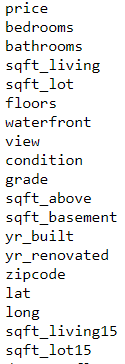 price
bedrooms
bathrooms
sqft_living
sqft_lot
floors
waterfront
view
condition
grade
sqft_above
sqft_basement
yr_built
yr_renovated
zipcode
lat
long
sqft_living15
sqft_lot15